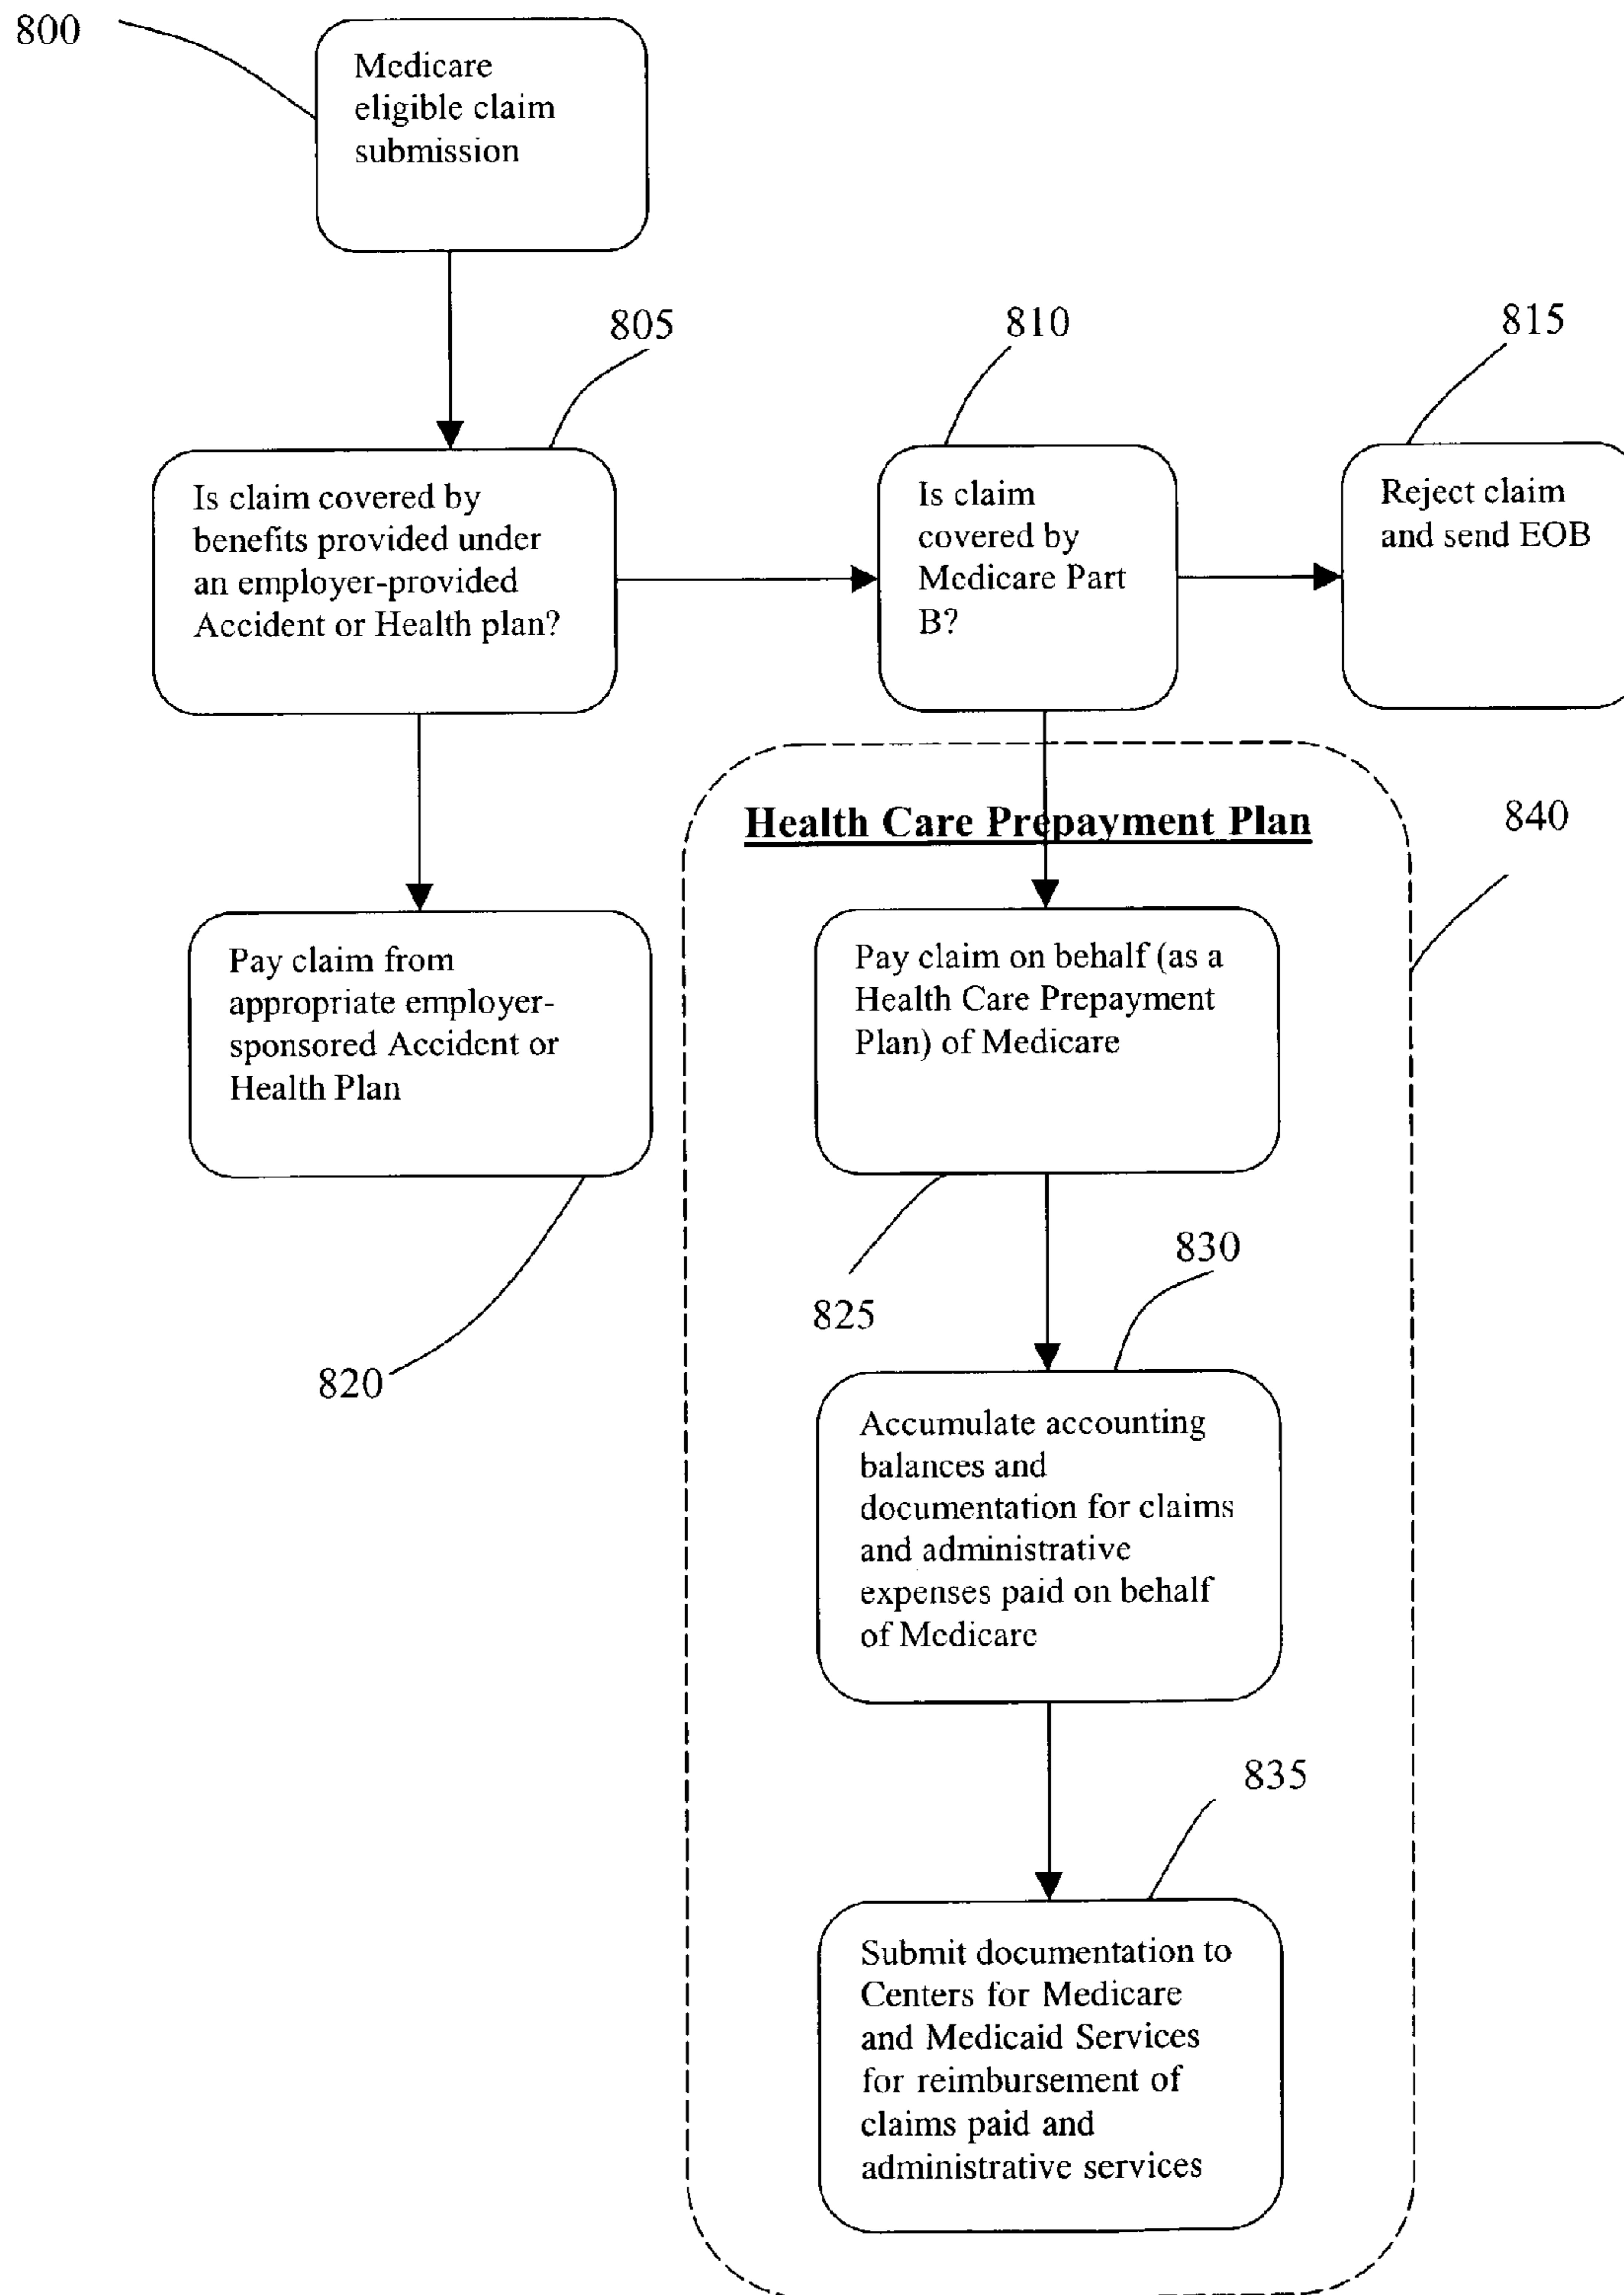 800
Medicare
eligible claim
submission
805
810
815
Is claim covered by
benefits provided under
an employer-provided
Accident or Health plan?
Is claim
covered by
Medicare Part
B?
Reject claim
and send EOB
Health Care Prepayment Plan
840
Pay claim from
appropriate employer-
sponsored Accident or
Health Plan
820
Pay claim on behalf (as a
Health Care Prepayment
Plan) of Medicare
825
830
Accumulate accounting
balances and
documentation for claims
and administrative
expenses paid on behalf
of Medicare
835
Submit documentation to
Centers for Medicare
and Medicaid Services
for reimbursement of
claims paid and
administrative services